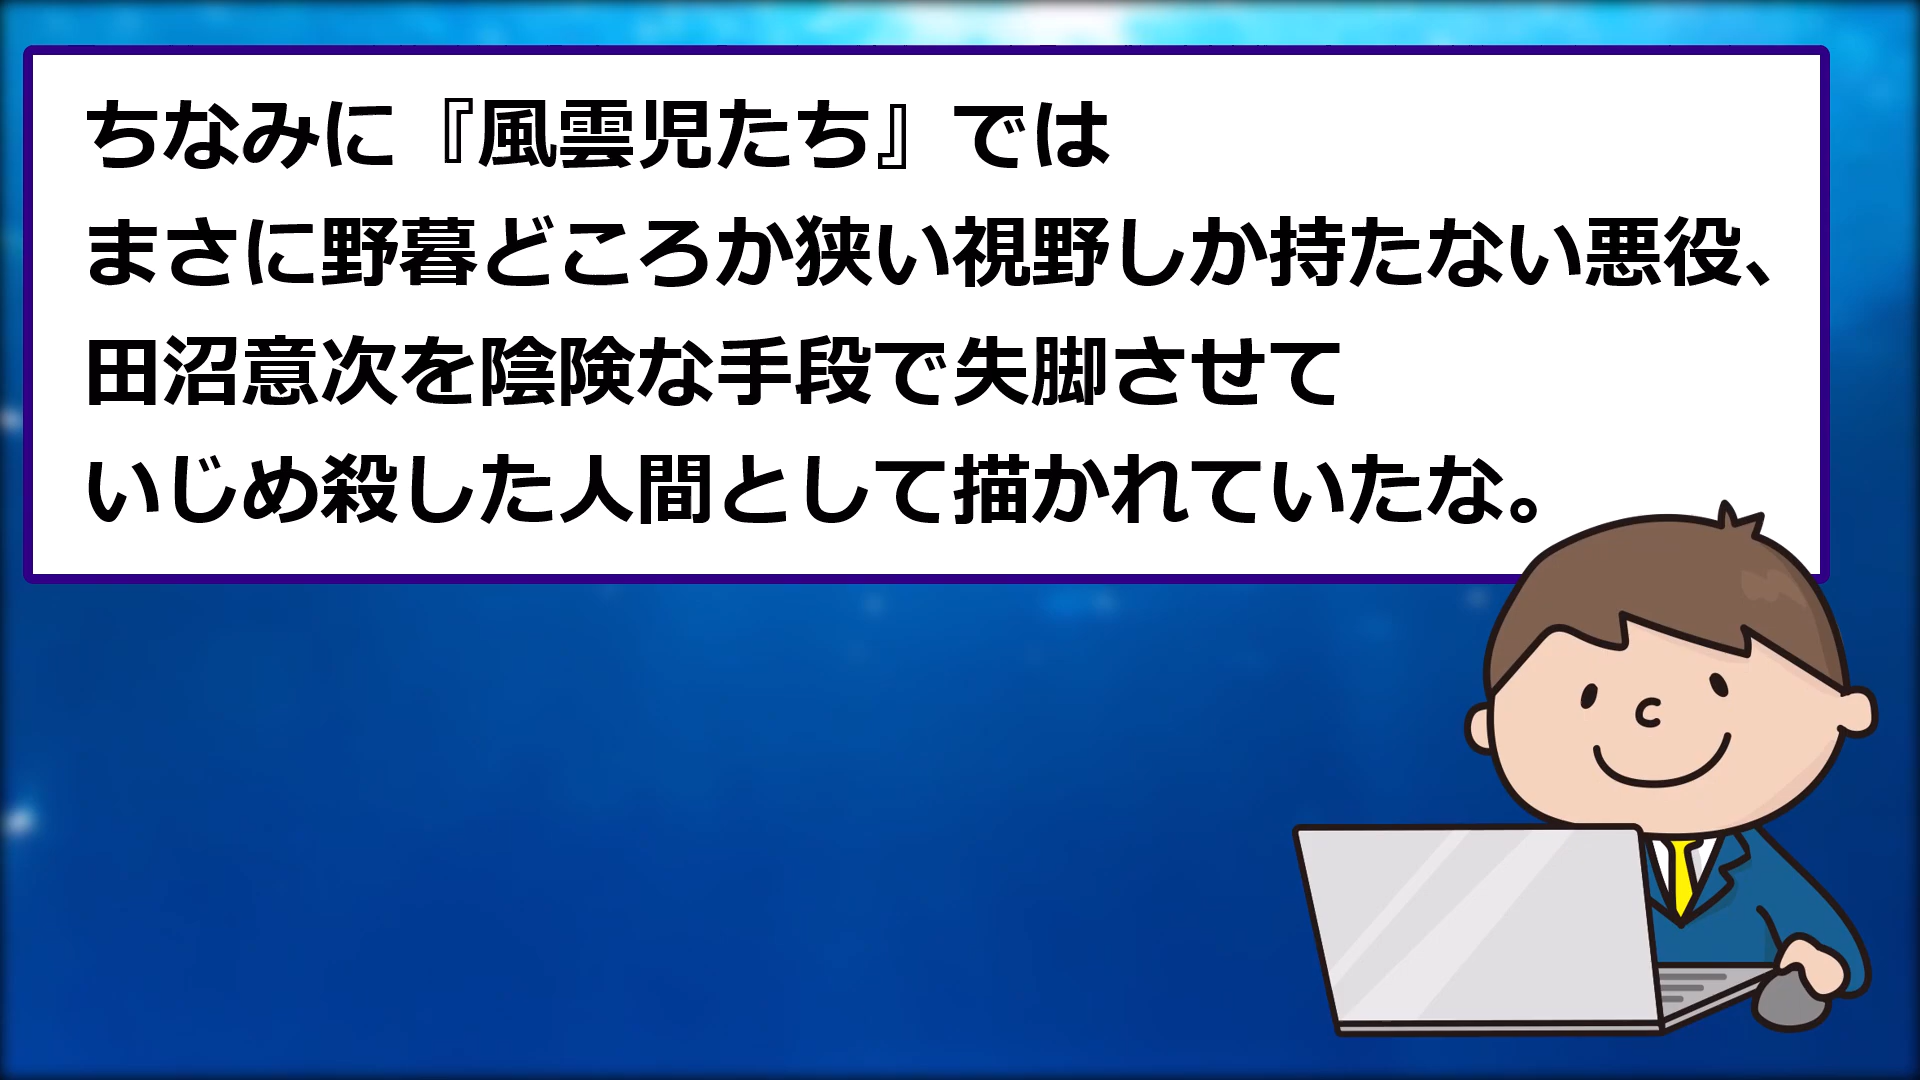 ちなみに『風雲児たち』では
まさに野暮どころか狭い視野しか持たない悪役、
田沼意次を陰険な手段で失脚させて
いじめ殺した人間として描かれていたな。